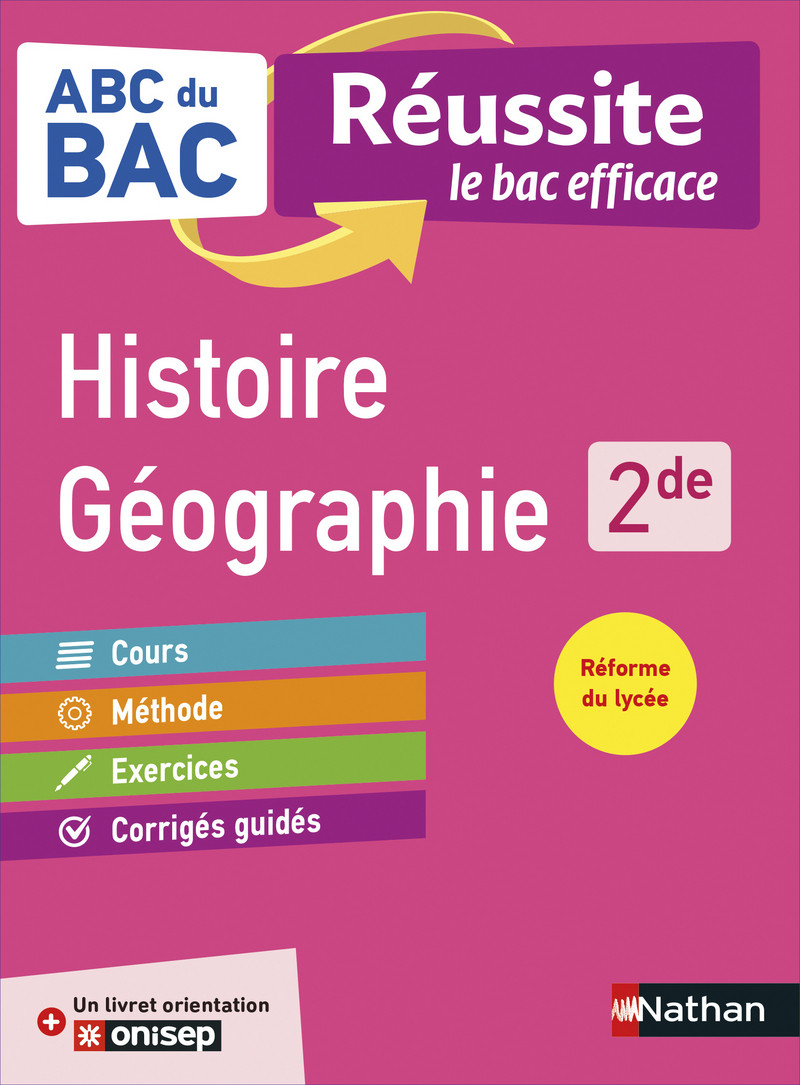 ABC du
BAC
Réussite
le bac efficace
Histoire
Géographie
2de
Cours
Méthode
Exercices
Corrigés guidés
Réforme
du lycée
+ Un livret orientation
onisep
Nathan